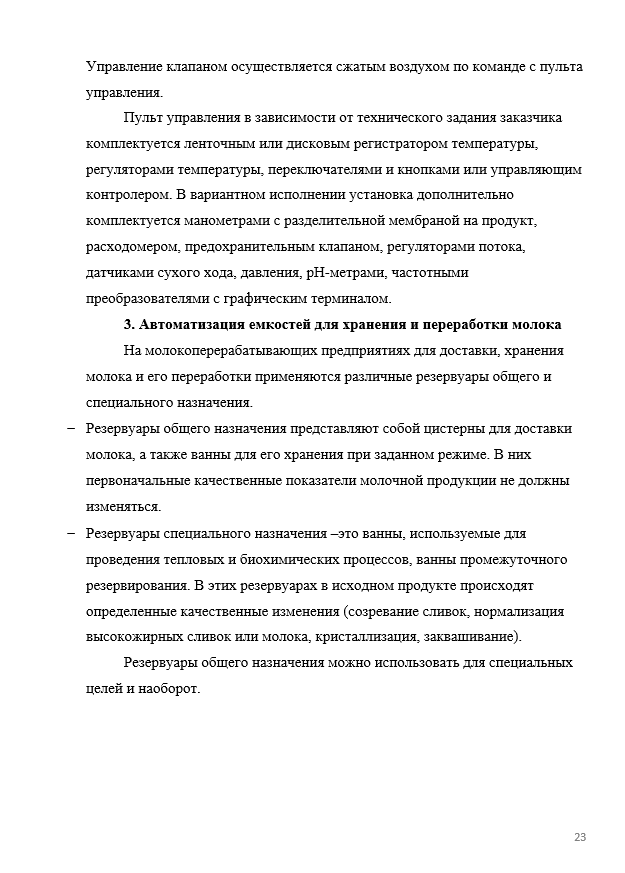 Управление клапаном осуществляется сжатым воздухом по команде с пульта
управления.
Пульт управления в зависимости от технического задания заказчика
комплектуется ленточным или дисковым регистратором температуры,
регуляторами температуры, переключателями и кнопками или управляющим
контролером. В вариантном исполнении установка дополнительно
комплектуется манометрами с разделительной мембраной на продукт,
расходомером, предохранительным клапаном, регуляторами потока,
датчиками сухого хода, давления, pH-метрами, частотными
преобразователями с графическим терминалом.
3. Автоматизация емкостей для хранения и переработки молока
На молокоперерабатывающих предприятиях для доставки, хранения
молока и его переработки применяются различные резервуары общего и
специального назначения.
− Резервуары общего назначения представляют собой цистерны для доставки
молока, а также ванны для его хранения при заданном режиме. В них
первоначальные качественные показатели молочной продукции не должны
изменяться.
− Резервуары специального назначения –это ванны, используемые для
проведения тепловых и биохимических процессов, ванны промежуточного
резервирования. В этих резервуарах в исходном продукте происходят
определенные качественные изменения (созревание сливок, нормализация
высокожирных сливок или молока, кристаллизация, заквашивание).
Резервуары общего назначения можно использовать для специальных
целей и наоборот.
23